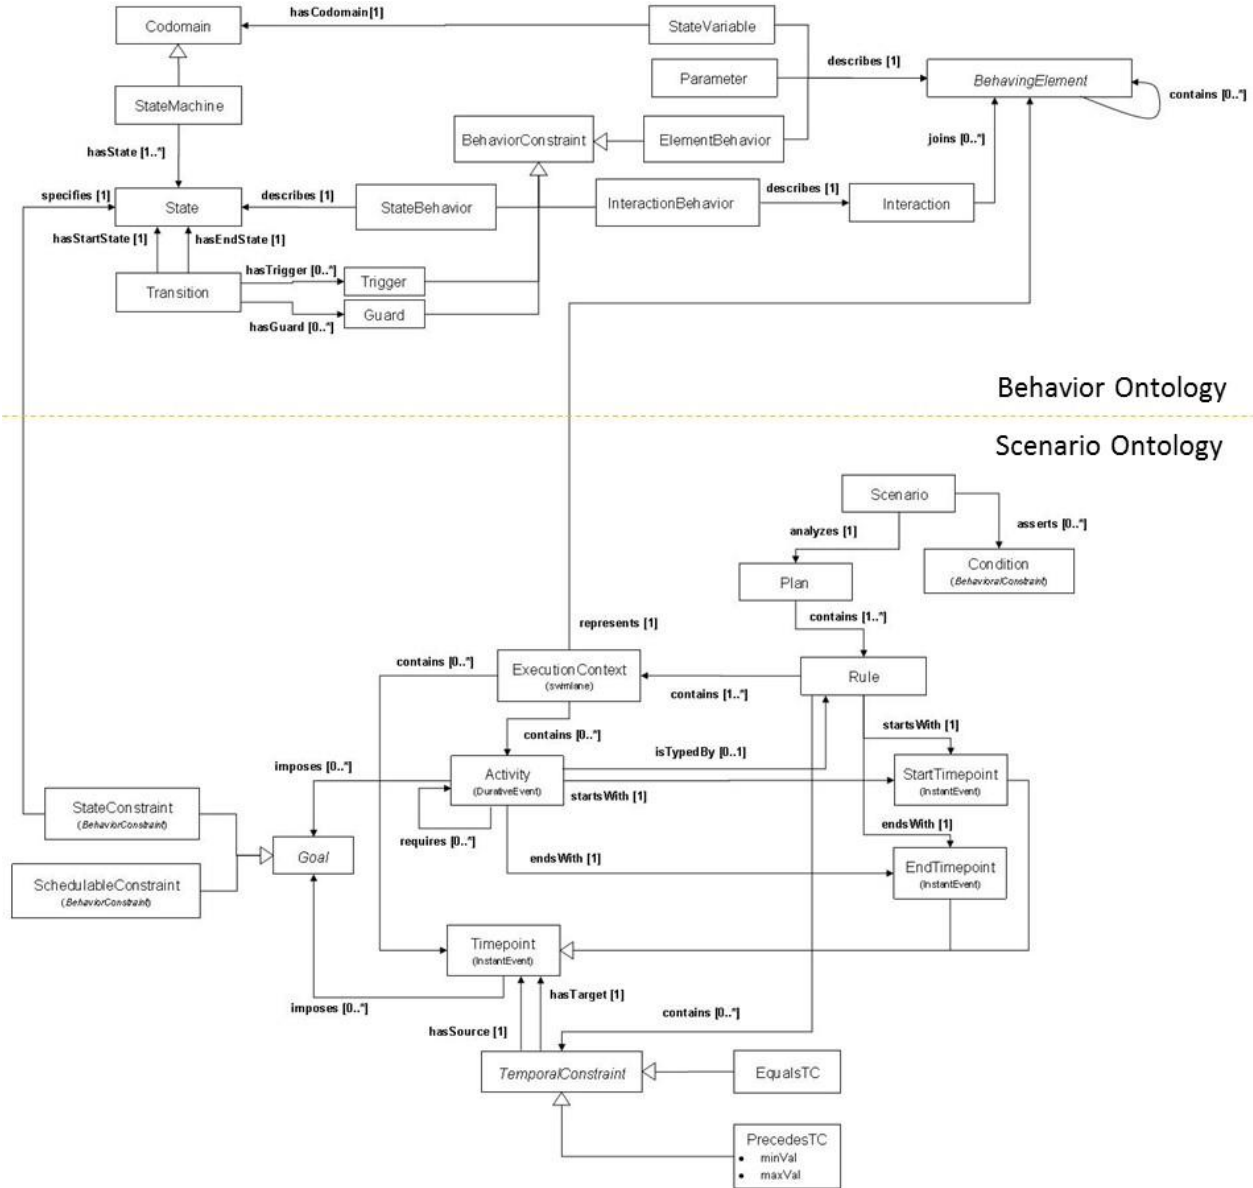 hasCodomain[1]
Codomain
StateVariable
describes [1]
Parameter
BehavingElement
contains [0..*]
StateMachine
BehaviorConstraint
ElementBehavior
joins [0..*]
hasState [1..*]
specifies [1]
describes [1]
describes [1]
State
StateBehavior
InteractionBehavior
Interaction
hasStartState [1]
hasEndState [1]
hasTrigger [0..*]
Transition
Trigger
Guard
hasGuard [0..*]
Behavior Ontology
Scenario Ontology
Scenario
analyzes [1]
asserts [0..*]
Condition
(BehavioralConstraint)
Plan
contains [1..*]
represents [1]
contains [0..*]
ExecutionContext
(swimlane)
Rule
contains [1..*]
startsWith [1]
contains [0..*]
isTypedBy [0..1]
imposes [0..*]
Activity
(DurativeEvent)
StartTimepoint
(InstantEvent)
startsWith [1]
StateConstraint
(BehaviorConstraint)
requires [0..*]
endsWith [1]
endsWith [1]
Goal
EndTimepoint
(InstantEvent)
SchedulableConstraint
(BehaviorConstraint)
Timepoint
(InstantEvent)
hasTarget [1]
imposes [0..*]
contains [0..*]
hasSource [1]
TemporalConstraint
EqualsTC
PrecedesTC
• minVal
• maxVal